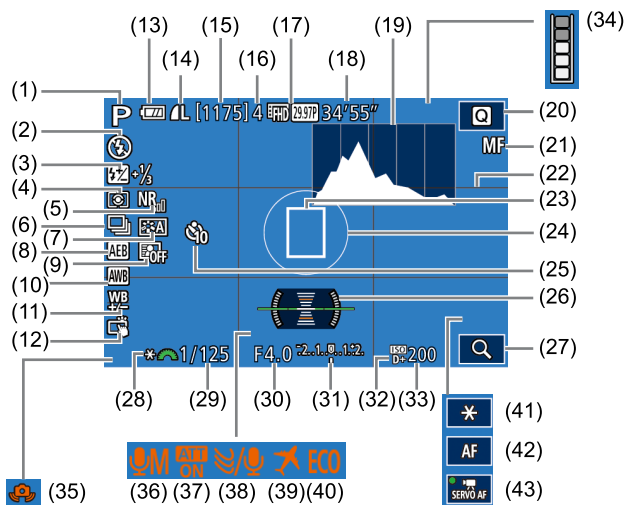 (13) (15) (17) (19) (34)
(14) (16) (18)
(1) (20)
P [1175] 4 FHD 29.97P 34'55" Q
(2) (21)
MF
(3) +⅓ (22)
(4) (23)
(5) NR
(6)
(7) A (24)
(8) AEB 10
(9) OFF (25)
(10) AWB
(11) WB +/- (26)
(12) (27)
*
1/125 F4.0 -2..1..0..1.:2. ISO D+ 200
(28) (29) (30) (31) (32) (33)
* (41)
M ATT ON ECO AF (42)
(35) (36) (37) (38) (39) (40) SERVO AF (43)